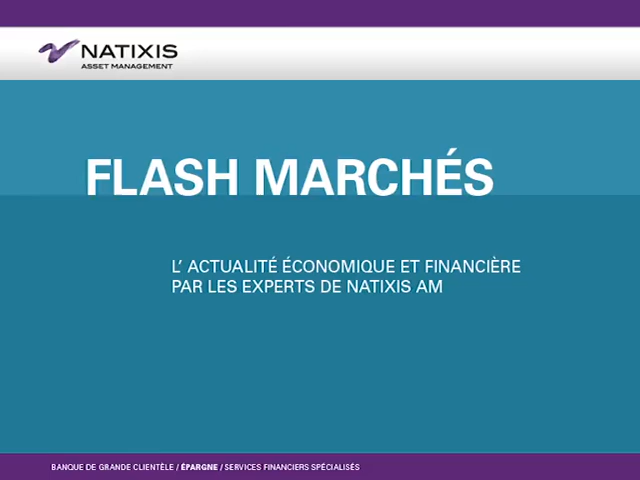 NATIXIS
ASSET MANAGEMENT
FLASH MARCHÉS
L' ACTUALITÉ ÉCONOMIQUE ET FINANCIÈRE
PAR LES EXPERTS DE NATIXIS AM
BANQUE DE GRANDE CLIENTÈLE / ÉPARGNE / SERVICES FINANCIERS SPÉCIALISÉS